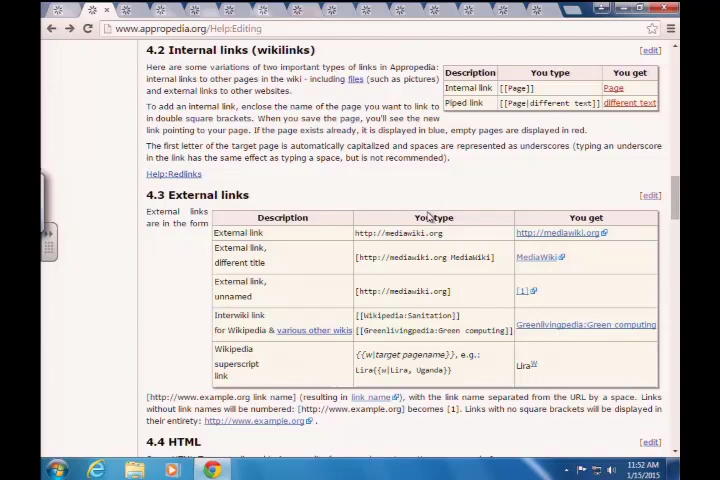 www.appropedia.org/Help:Editing
4.2 Internal links (wikilinks)
[edit]
Here are some variations of two important types of links in Appropedia:
internal links to other pages in the wiki - including files (such as pictures)
and external links to other websites.
To add an internal link, enclose the name of the page you want to link to
in double square brackets. When you save the page, you'll see the new
link pointing to your page. If the page exists already, it is displayed in blue, empty pages are displayed in red.
Description You type You get
Internal link [[Page]] Page
Piped link [[Page|different text]] different text
The first letter of the target page is automatically capitalized and spaces are represented as underscores (typing an underscore
in the link has the same effect as typing a space, but is not recommended).
Help:Redlinks
4.3 External links
[edit]
External links
are in the form
Description You type You get
External link http://mediawiki.org http://mediawiki.org
External link,
different title
[http://mediawiki.org MediaWiki] MediaWiki
External link,
unnamed
[http://mediawiki.org] [1]
Interwiki link
for Wikipedia & various other wikis
[[Wikipedia:Sanitation]]
[[Greenlivingpedia:Green computing]]
Greenlivingpedia:Green computing
Wikipedia
superscript
link
{{w|target pagename}}, e.g.:
Lira{{w|Lira, Uganda}}
LiraW
[http://www.example.org link name] (resulting in link name), with the link name separated from the URL by a space. Links
without link names will be numbered: [http://www.example.org] becomes [1]. Links with no square brackets will be displayed in
their entirety: http://www.example.org .
4.4 HTML
[edit]
11:52 AM
1/15/2015